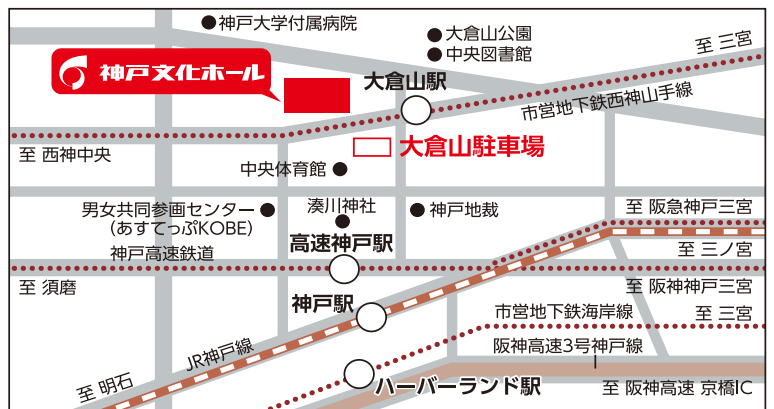 神戸大学付属病院
大倉山公園
中央図書館
至 三宮
神戸文化ホール
大倉山駅
市営地下鉄西神山手線
大倉山駐車場
至 西神中央
中央体育館
男女共同参画センター
(あすてっぷKOBE)
湊川神社
神戸地裁
至 阪急神戸三宮
高速神戸駅
神戸高速鉄道
至 三ノ宮
至 須磨
至 阪神神戸三宮
神戸駅
市営地下鉄海岸線
至 三宮
JR神戸線
阪神高速3号神戸線
至 明石
ハーバーランド駅
至 阪神高速 京橋IC